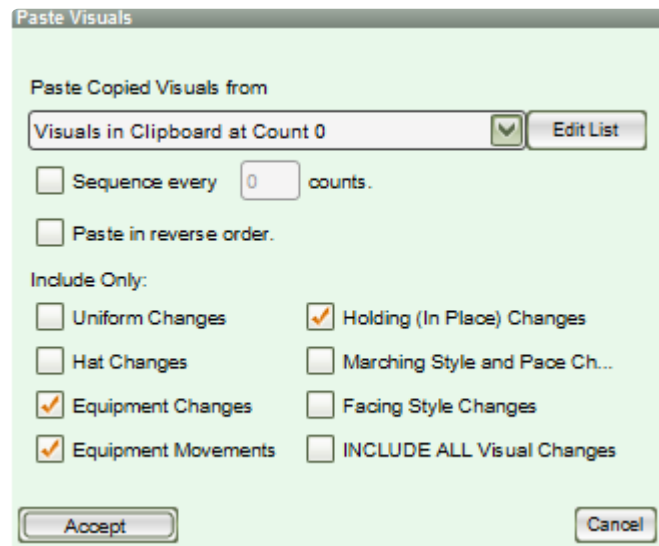 Paste Visuals
Paste Copied Visuals from
Visuals in Clipboard at Count 0
Edit List
Sequence every 0 counts.
Paste in reverse order.
Include Only:
Uniform Changes
Holding (In Place) Changes
Hat Changes
Marching Style and Pace Ch...
Equipment Changes
Facing Style Changes
Equipment Movements
INCLUDE ALL Visual Changes
Accept
Cancel